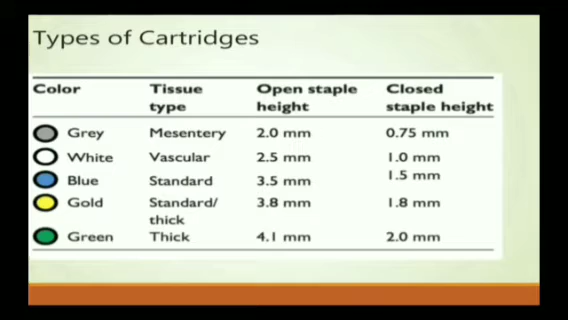 Types of Cartridges
Color Tissue type Open staple height Closed staple height
Grey Mesentery 2.0 mm 0.75 mm
White Vascular 2.5 mm 1.0 mm
Blue Standard 3.5 mm 1.5 mm
Gold Standard/ thick 3.8 mm 1.8 mm
Green Thick 4.1 mm 2.0 mm